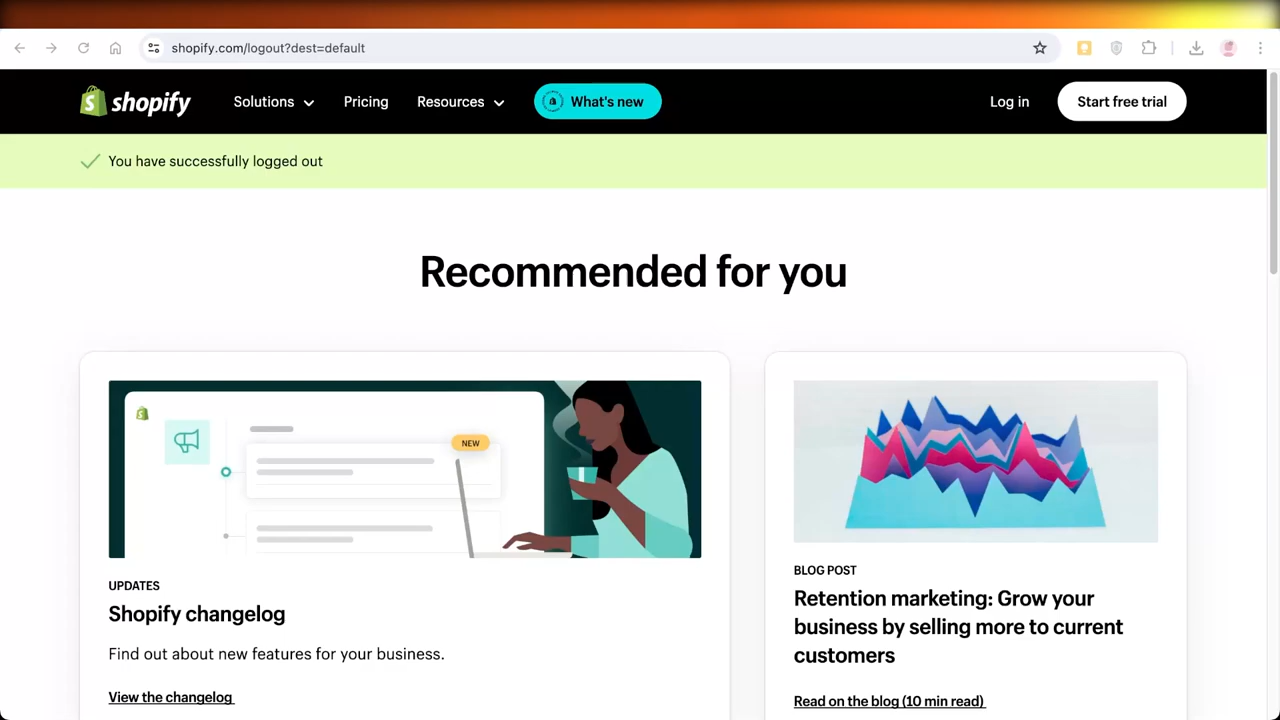 shopify.com/logout?dest=default
shopify
Solutions
Pricing
Resources
What's new
Log in
Start free trial
You have successfully logged out
Recommended for you
NEW
UPDATES
Shopify changelog
Find out about new features for your business.
View the changelog
BLOG POST
Retention marketing: Grow your
business by selling more to current
customers
Read on the blog (10 min read)